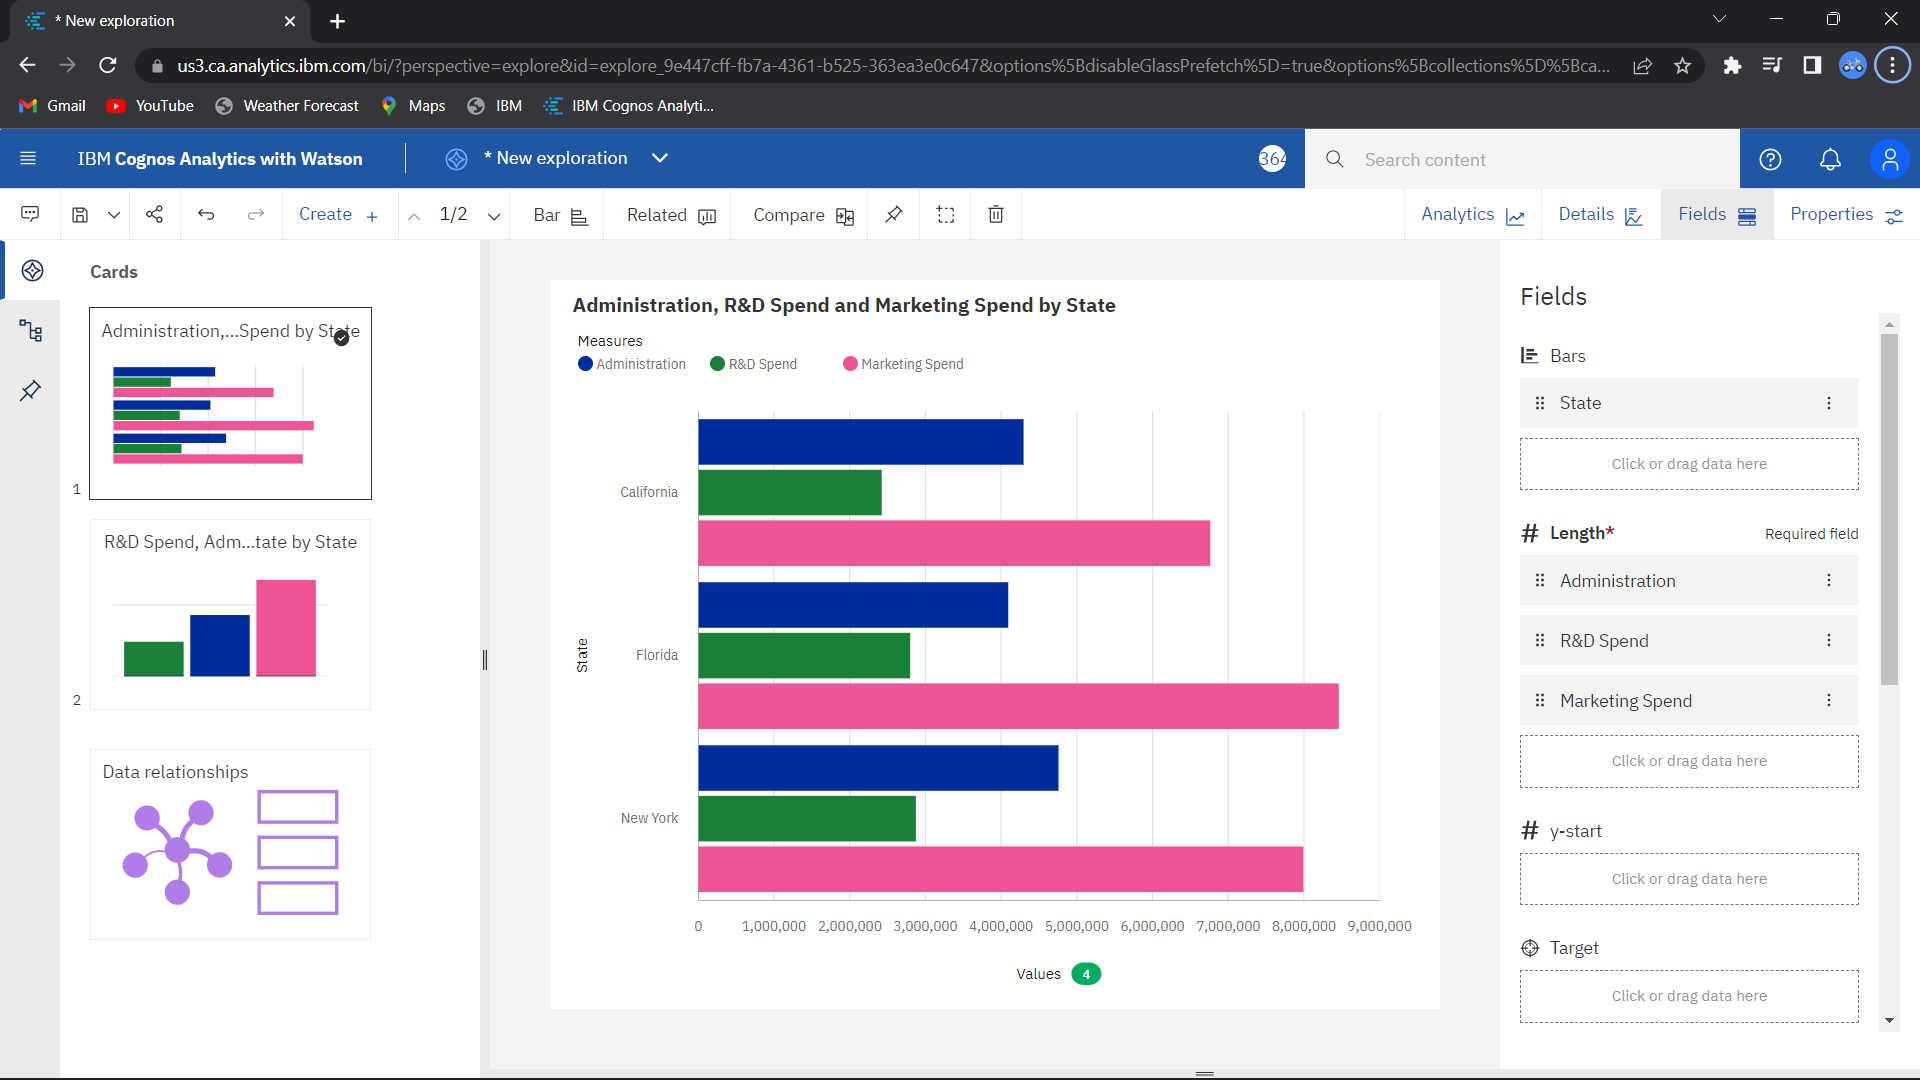 * New exploration
us3.ca.analytics.ibm.com/bi/?perspective=explore&id=explore_9e447cff-fb7a-4361-b525-363ea3e0c647&options%5BdisableGlassPrefetch%5D=true&options%5Bcollections%5D%5Bca...
Gmail YouTube Weather Forecast Maps IBM IBM Cognos Analyti...
IBM Cognos Analytics with Watson * New exploration 364 Search content
Create 1/2 Bar Related Compare Analytics Details Fields Properties
Cards
Administration,...Spend by State
1
R&D Spend, Adm...tate by State
2
Data relationships
Administration, R&D Spend and Marketing Spend by State
Measures
Administration R&D Spend Marketing Spend
State
California
Florida
New York
0 1,000,000 2,000,000 3,000,000 4,000,000 5,000,000 6,000,000 7,000,000 8,000,000 9,000,000
Values 4
Fields
Bars
State
Click or drag data here
Length* Required field
Administration
R&D Spend
Marketing Spend
Click or drag data here
y-start
Click or drag data here
Target
Click or drag data here